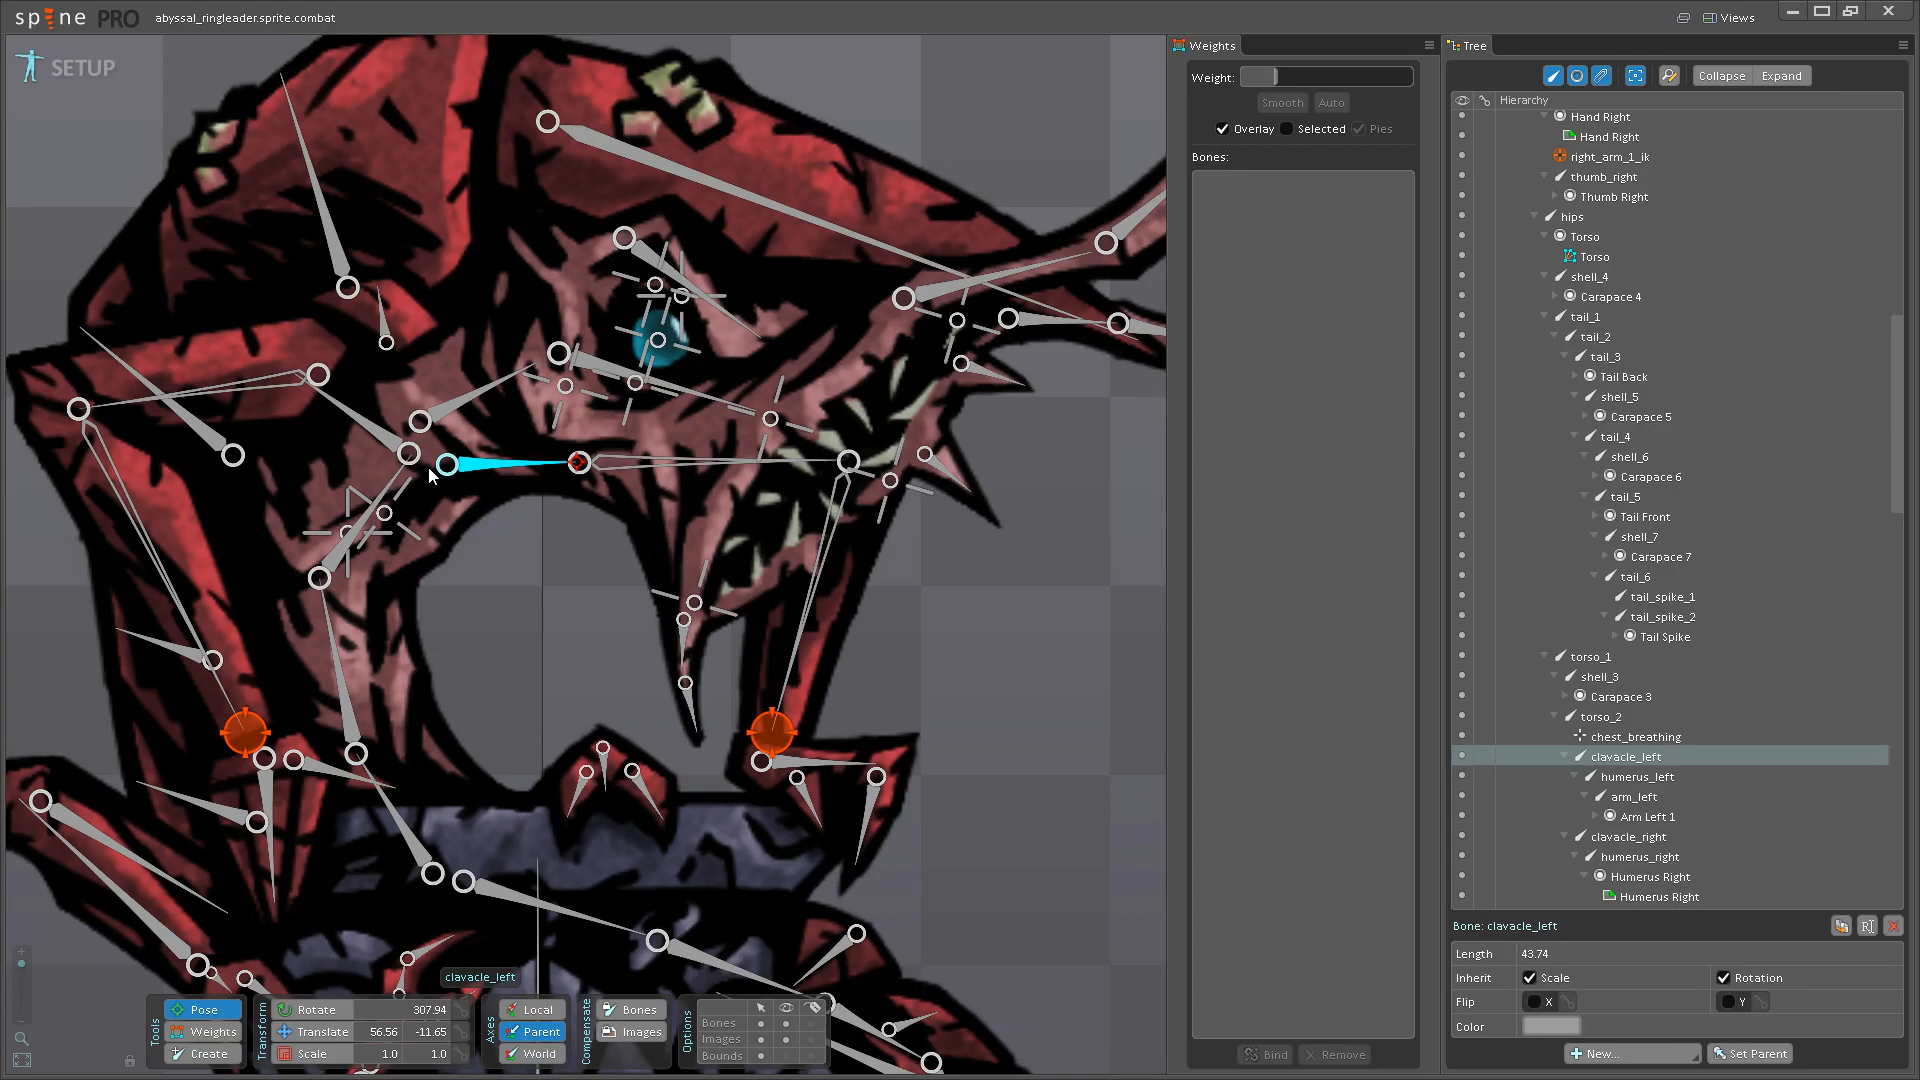 spine PRO abyssal_ringleader.sprite.combat
Views
SETUP
Weights
Weight:
Smooth Auto
Overlay Selected Pies
Bones:
Bind Remove
Tree
Collapse Expand
Hierarchy
Hand Right
Hand Right
right_arm_1_ik
thumb_right
Thumb Right
hips
Torso
Torso
shell_4
Carapace 4
tail_1
tail_2
tail_3
Tail Back
shell_5
Carapace 5
tail_4
shell_6
Carapace 6
tail_5
Tail Front
shell_7
Carapace 7
tail_6
tail_spike_1
tail_spike_2
Tail Spike
torso_1
shell_3
Carapace 3
torso_2
chest_breathing
clavacle_left
humerus_left
arm_left
Arm Left 1
clavacle_right
humerus_right
Humerus Right
Humerus Right
Bone: clavacle_left
Length 43.74
Inherit Scale Rotation
Flip X Y
Color
New... Set Parent
clavacle_left
Tools
Pose
Weights
Create
Transform
Rotate 307.94
Translate 56.56 -11.65
Scale 1.0 1.0
Axes
Local
Parent
World
Compensate
Bones
Images
Options
Bones
Images
Bounds